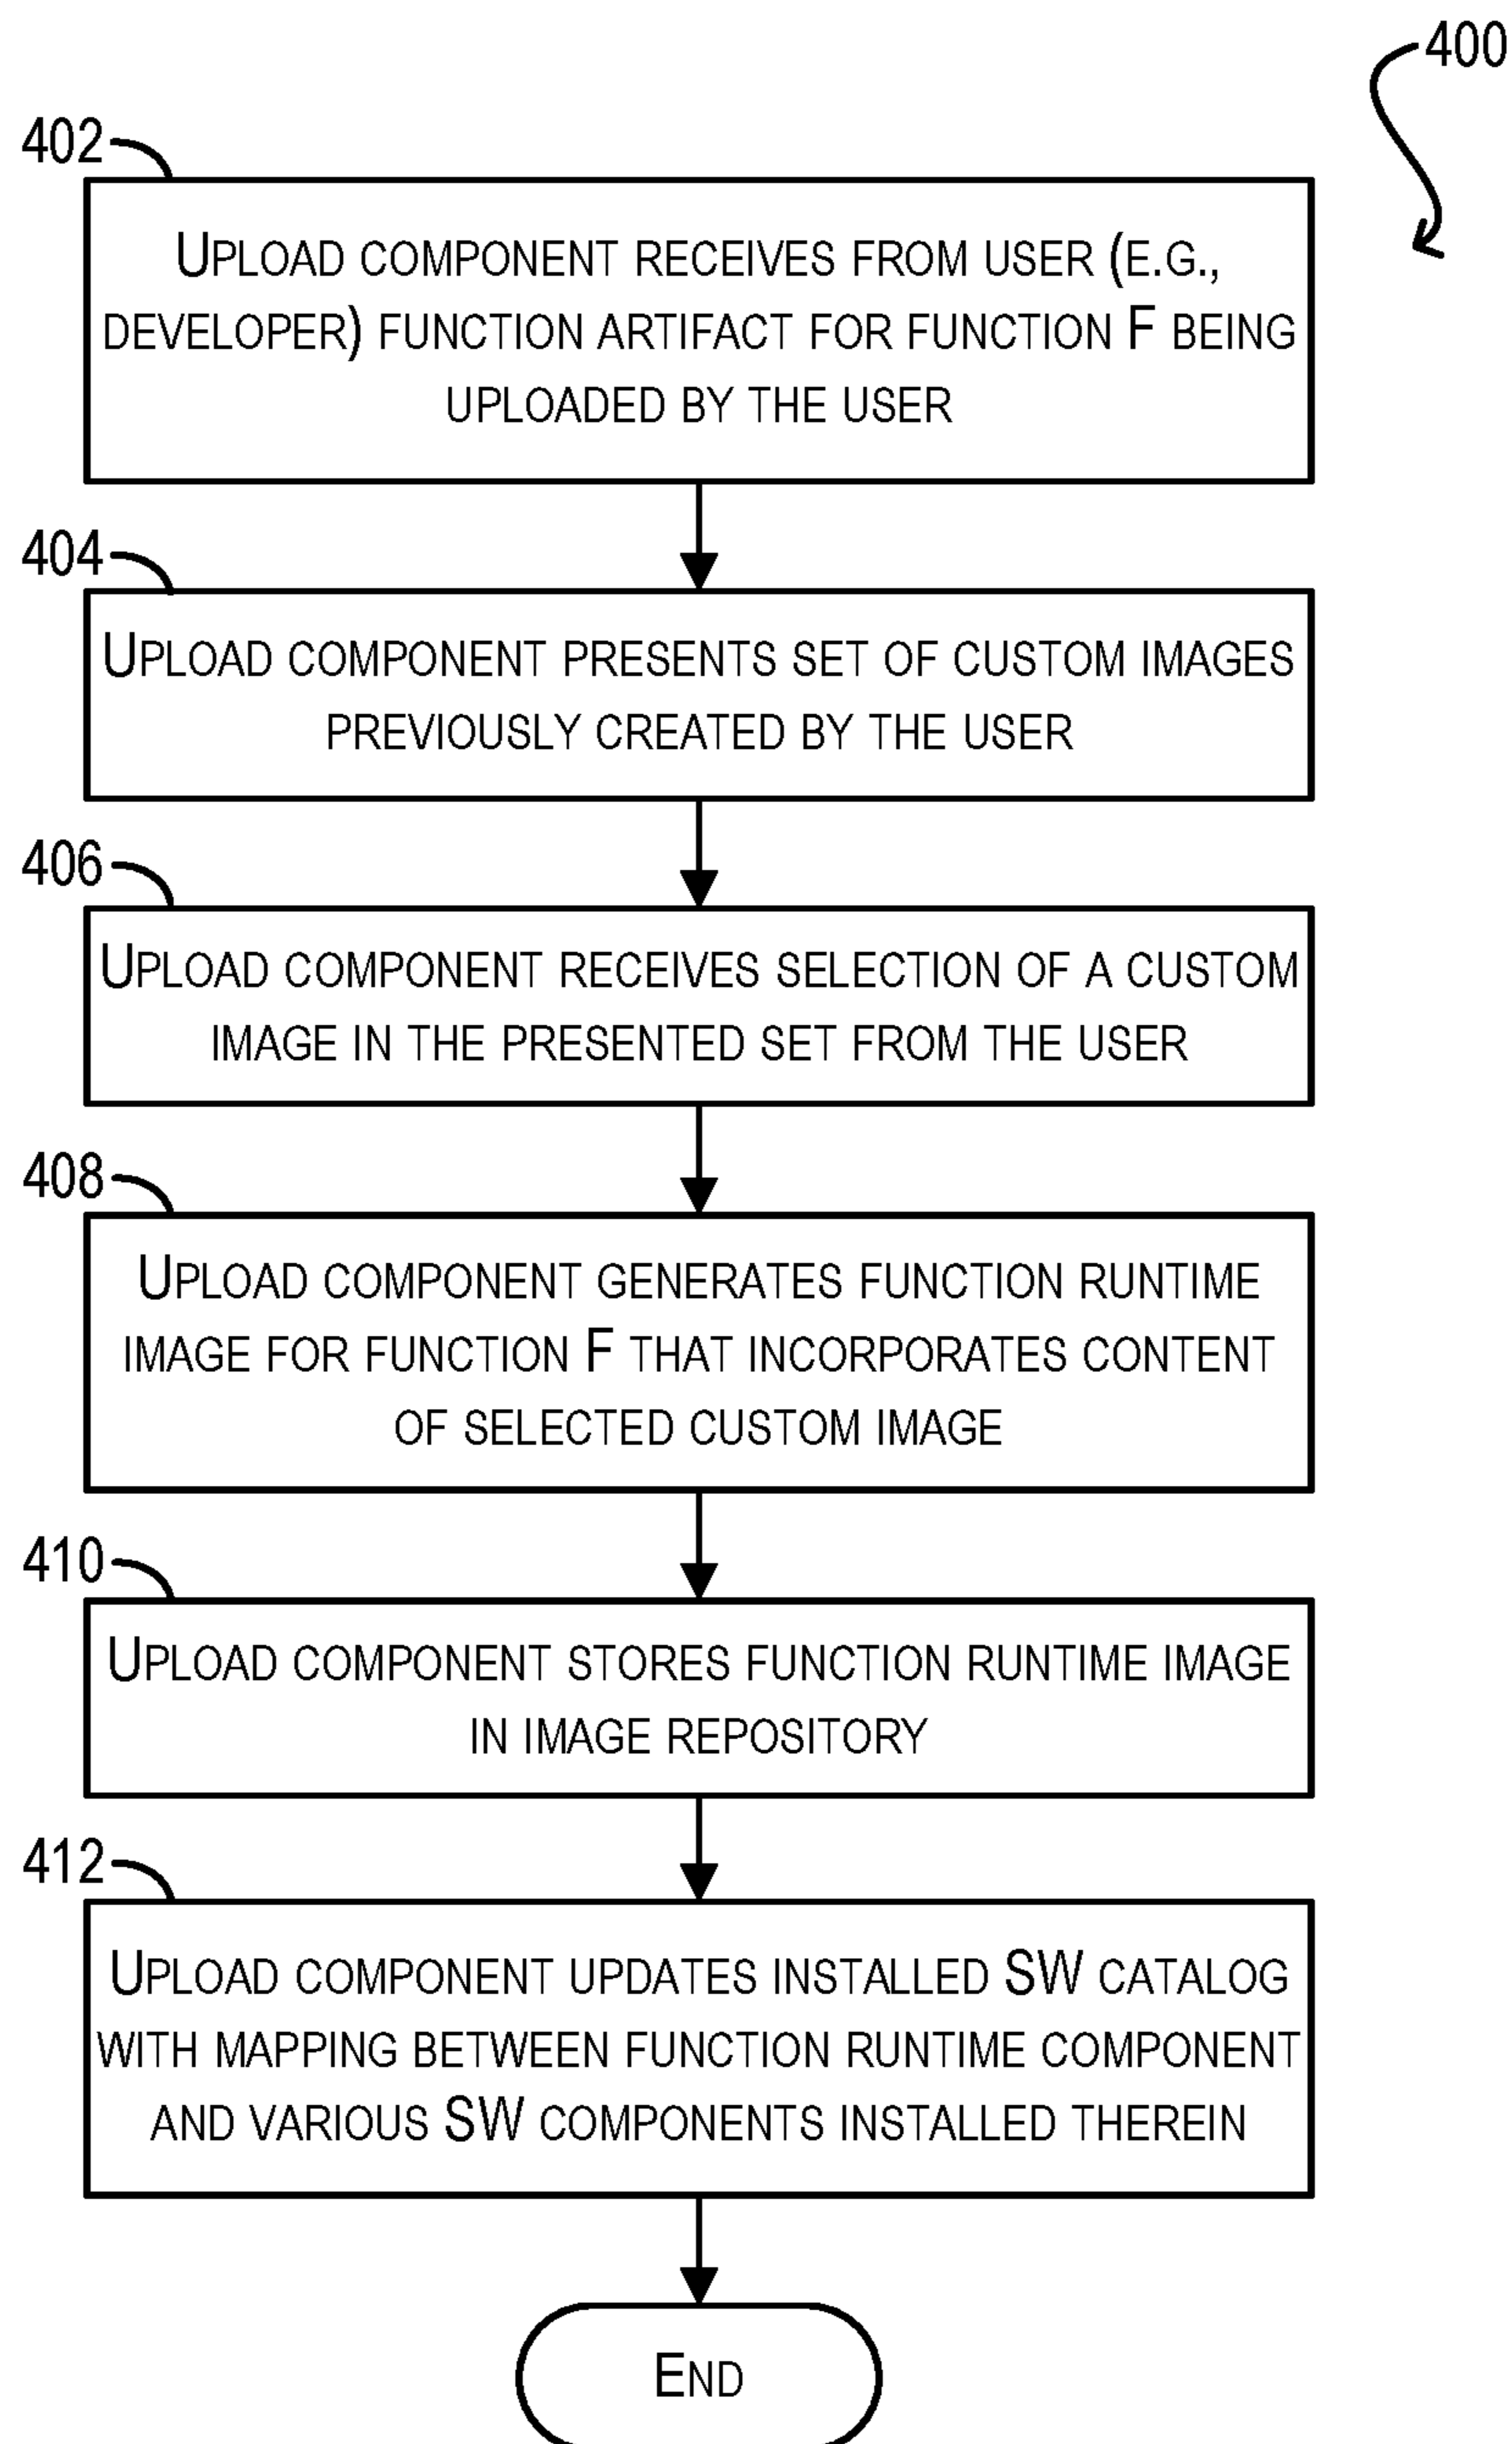 400
402
Upload component receives from user (e.g.,
developer) function artifact for function F being
uploaded by the user
404
Upload component presents set of custom images
previously created by the user
406
Upload component receives selection of a custom
image in the presented set from the user
408
Upload component generates function runtime
image for function F that incorporates content
of selected custom image
410
Upload component stores function runtime image
in image repository
412
Upload component updates installed SW catalog
with mapping between function runtime component
and various SW components installed therein
End